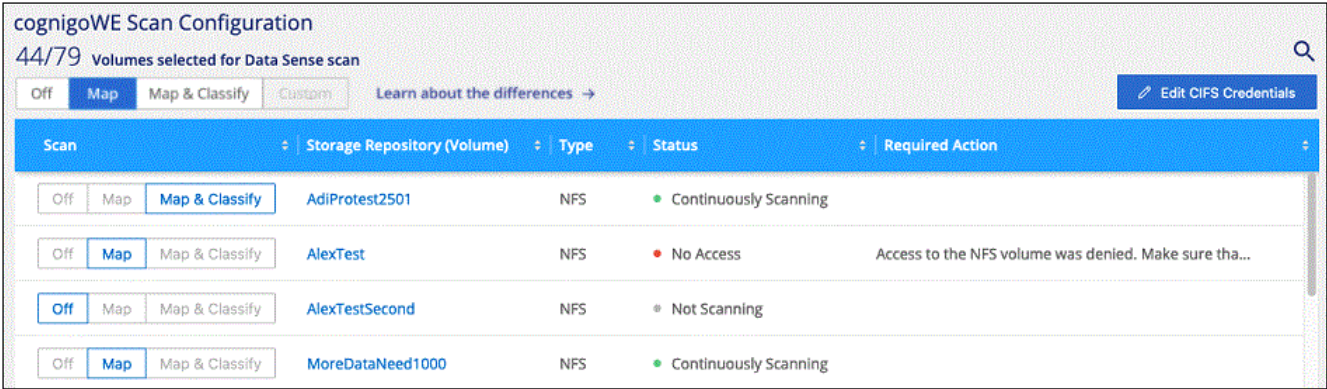 cognigoWE Scan Configuration
44/79 Volumes selected for Data Sense scan
Off Map Map & Classify Custom Learn about the differences → Edit CIFS Credentials
Scan Storage Repository (Volume) Type Status Required Action
Off Map Map & Classify AdiProtest2501 NFS Continuously Scanning
Off Map Map & Classify AlexTest NFS No Access Access to the NFS volume was denied. Make sure tha...
Off Map Map & Classify AlexTestSecond NFS Not Scanning
Off Map Map & Classify MoreDataNeed1000 NFS Continuously Scanning